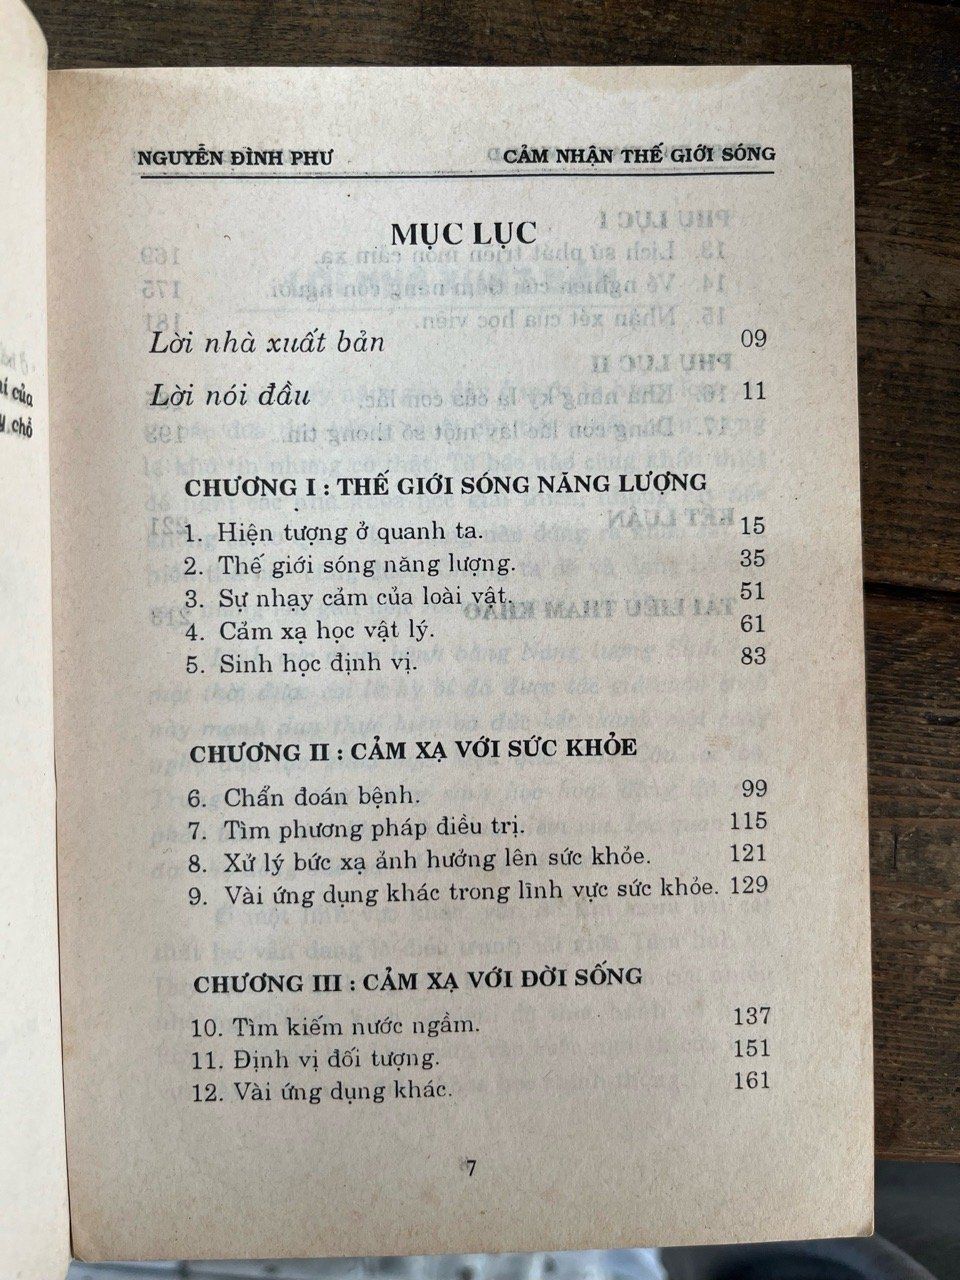 NGUYỄN ĐÌNH PHƯ CẢM NHẬN THẾ GIỚI SÓNG
MỤC LỤC
Lời nhà xuất bản 09
Lời nói đầu 11
CHƯƠNG I : THẾ GIỚI SÓNG NĂNG LƯỢNG
1. Hiện tượng ở quanh ta. 15
2. Thế giới sóng năng lượng. 35
3. Sự nhạy cảm của loài vật. 51
4. Cảm xạ học vật lý. 61
5. Sinh học định vị. 83
CHƯƠNG II : CẢM XẠ VỚI SỨC KHỎE
6. Chẩn đoán bệnh. 99
7. Tìm phương pháp điều trị. 115
8. Xử lý bức xạ ảnh hưởng lên sức khỏe. 121
9. Vài ứng dụng khác trong lĩnh vực sức khỏe. 129
CHƯƠNG III : CẢM XẠ VỚI ĐỜI SỐNG
10. Tìm kiếm nước ngầm. 137
11. Định vị đối tượng. 151
12. Vài ứng dụng khác. 161
7
của
chỗ